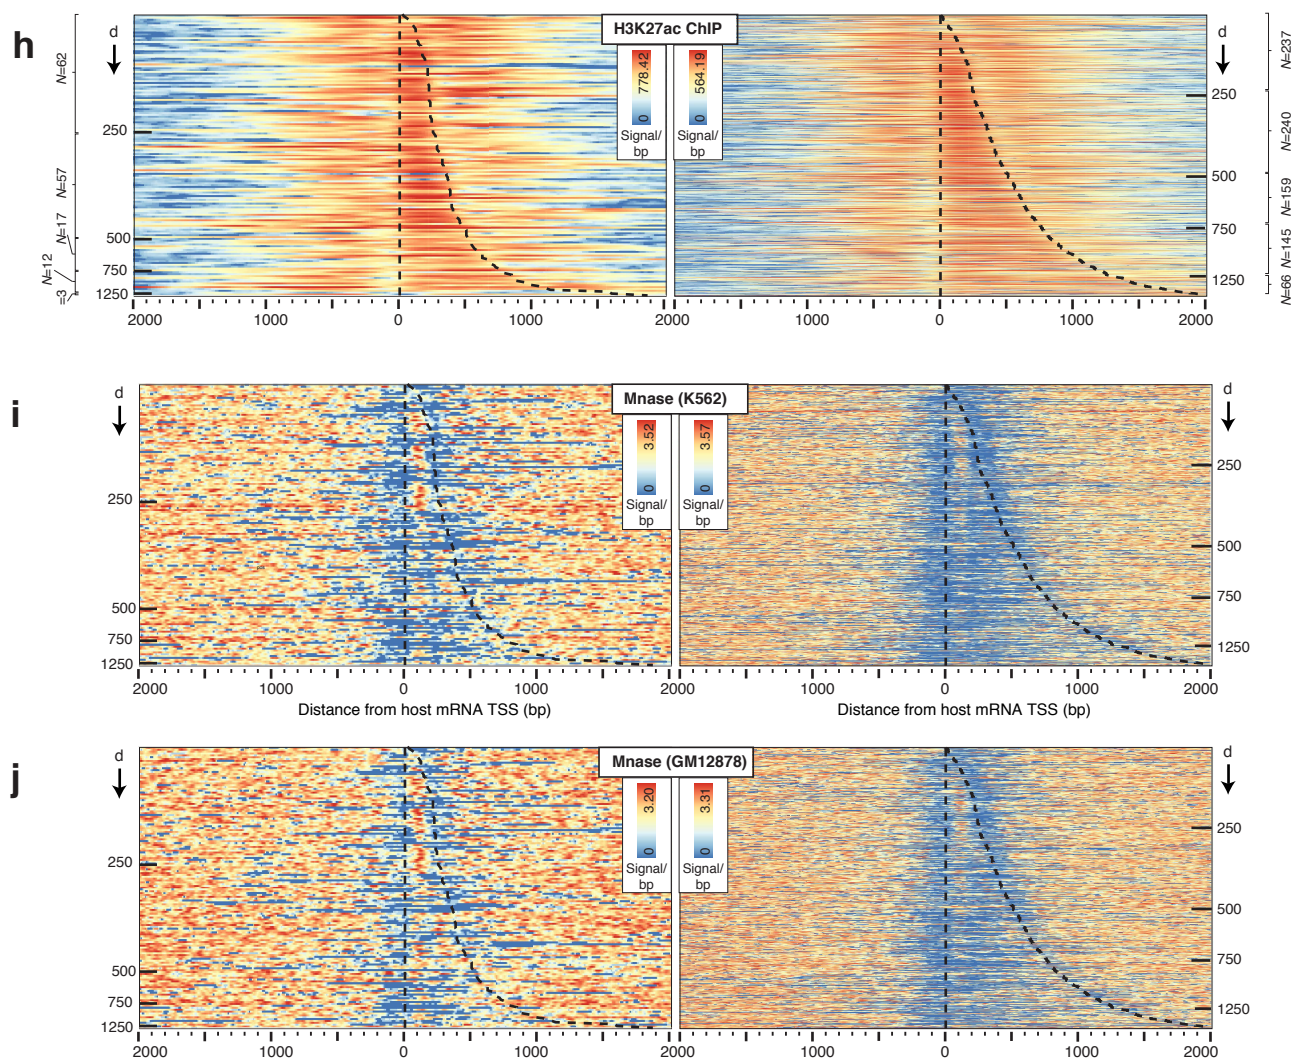 h
d
H3K27ac ChIP
d
N=62
N=57
N=17
N=12
=3
250
500
750
1250
0 778.42
0 564.19
Signal/
bp
Signal/
bp
250
500
750
1250
N=237
N=240
N=159
N=145
N=66
2000 1000 0 1000 2000 1000 0 1000 2000
i
d
Mnase (K562)
d
250
500
750
1250
0 3.52
0 3.57
Signal/
bp
Signal/
bp
250
500
750
1250
2000 1000 0 1000 2000 1000 0 1000 2000
Distance from host mRNA TSS (bp)
Distance from host mRNA TSS (bp)
j
d
Mnase (GM12878)
d
250
500
750
1250
0 3.20
0 3.31
Signal/
bp
Signal/
bp
250
500
750
1250
2000 1000 0 1000 2000 1000 0 1000 2000